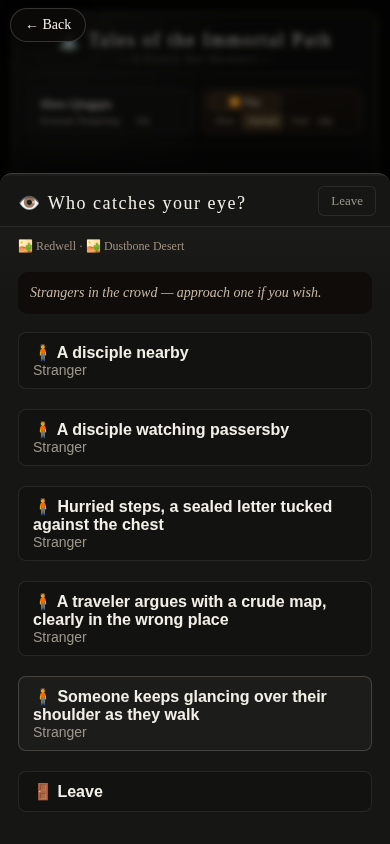 ← Back
Tales of the Immortal Path
Who catches your eye?
Leave
Redwell · Dustbone Desert
Strangers in the crowd — approach one if you wish.
A disciple nearby
Stranger
A disciple watching passersby
Stranger
Hurried steps, a sealed letter tucked
against the chest
Stranger
A traveler argues with a crude map,
clearly in the wrong place
Stranger
Someone keeps glancing over their
shoulder as they walk
Stranger
Leave